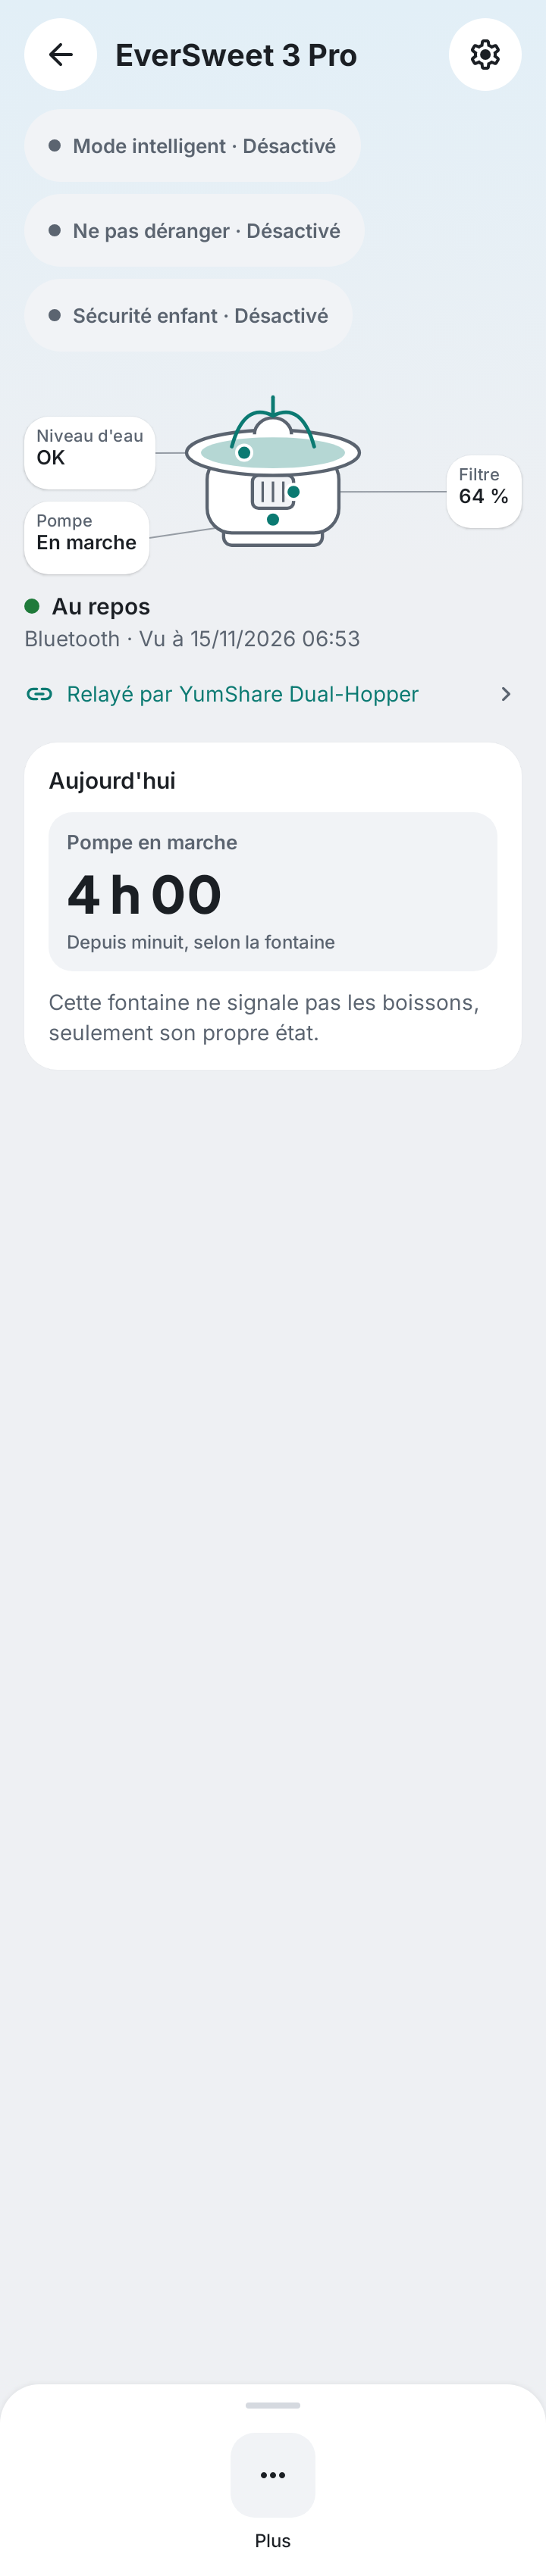 EverSweet 3 Pro
Mode intelligent · Désactivé
Ne pas déranger · Désactivé
Sécurité enfant · Désactivé
Niveau d'eau
OK
Filtre
64 %
Pompe
En marche
Au repos
Bluetooth · Vu à 15/11/2026 06:53
Relayé par YumShare Dual-Hopper
Aujourd'hui
Pompe en marche
4 h 00
Depuis minuit, selon la fontaine
Cette fontaine ne signale pas les boissons,
seulement son propre état.
Plus